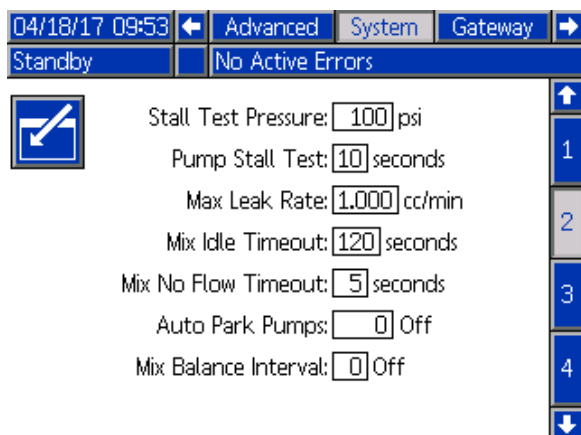 04/18/17 09:53 Advanced System Gateway
Standby No Active Errors
Stall Test Pressure: 100 psi
1
Pump Stall Test: 10 seconds
Max Leak Rate: 1.000 cc/min
2
Mix Idle Timeout: 120 seconds
Mix No Flow Timeout: 5 seconds
3
Auto Park Pumps: 0 Off
Mix Balance Interval: 0 Off
4